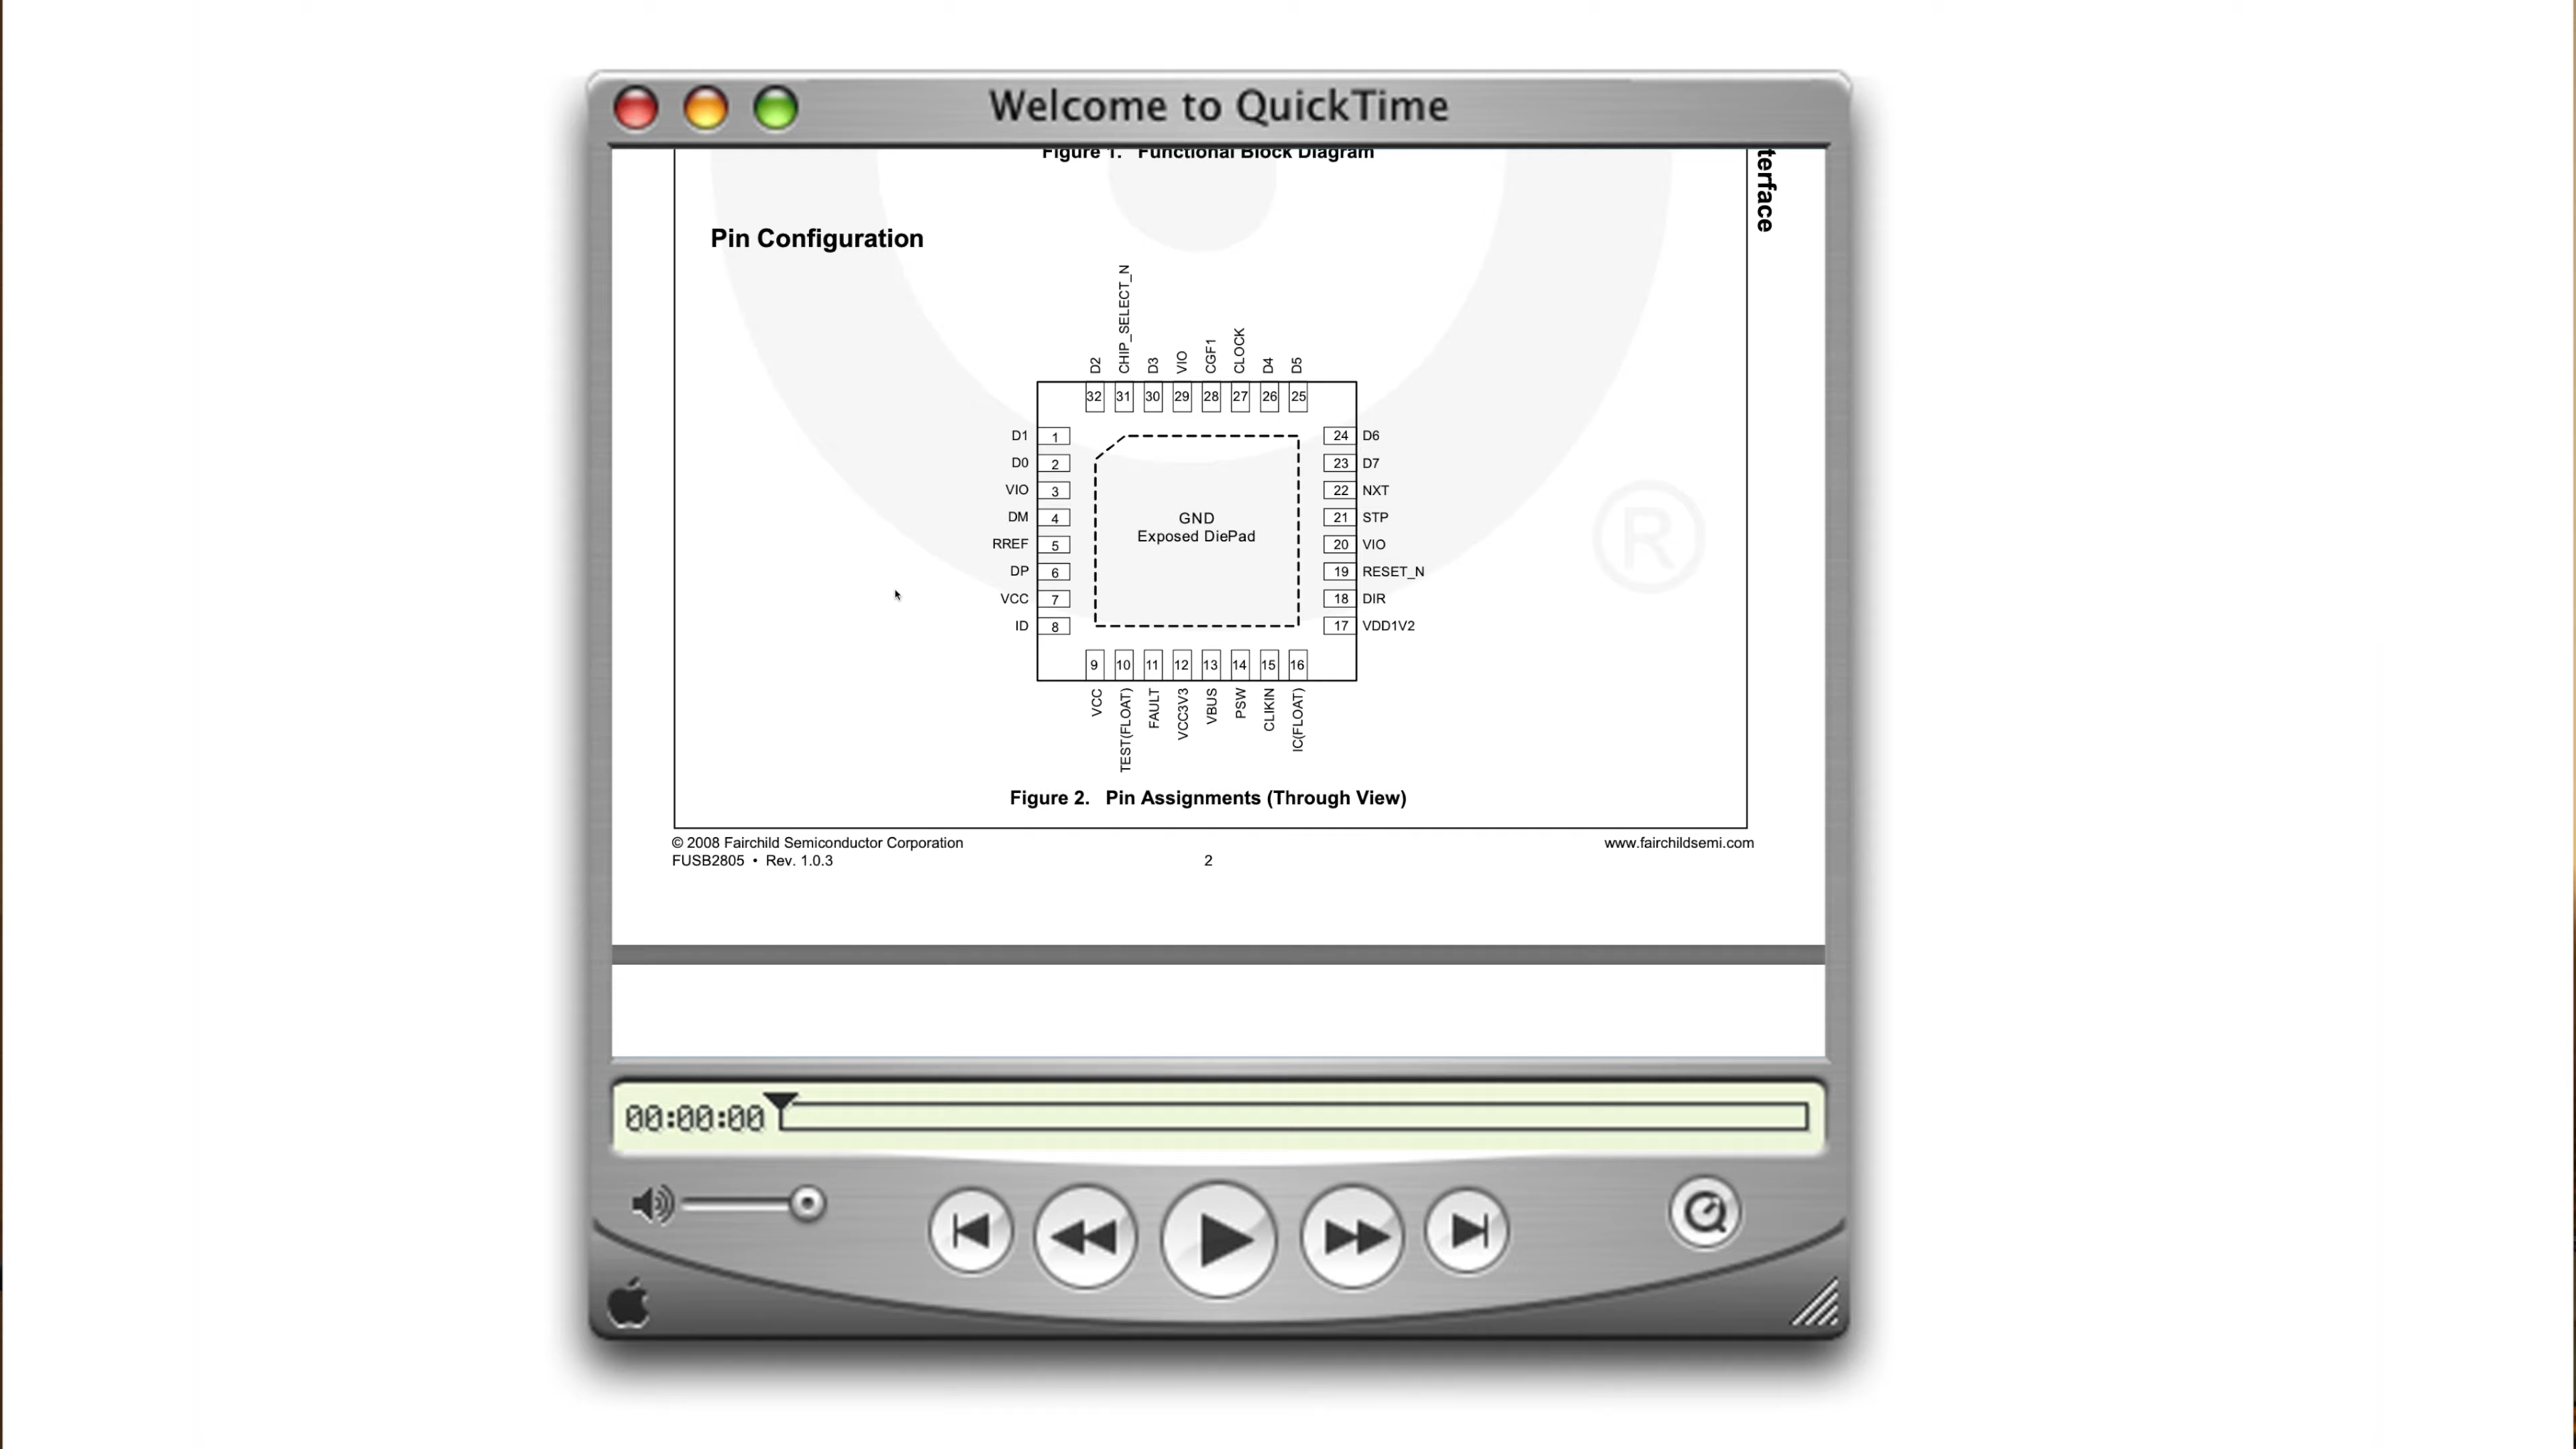 Welcome to QuickTime
Figure 1. Functional Block Diagram
terface
Pin Configuration
D2 CHIP_SELECT_N D3 VIO CGF1 CLOCK D4 D5
32 31 30 29 28 27 26 25
D1 1 24 D6
D0 2 23 D7
VIO 3 22 NXT
DM 4 21 STP
RREF 5 20 VIO
DP 6 19 RESET_N
VCC 7 18 DIR
ID 8 17 VDD1V2
GND
Exposed DiePad
9 10 11 12 13 14 15 16
VCC TEST(FLOAT) FAULT VCC3V3 VBUS PSW CLIKIN IC(FLOAT)
Figure 2. Pin Assignments (Through View)
© 2008 Fairchild Semiconductor Corporation www.fairchildsemi.com
FUSB2805 • Rev. 1.0.3 2
®
00:00:00